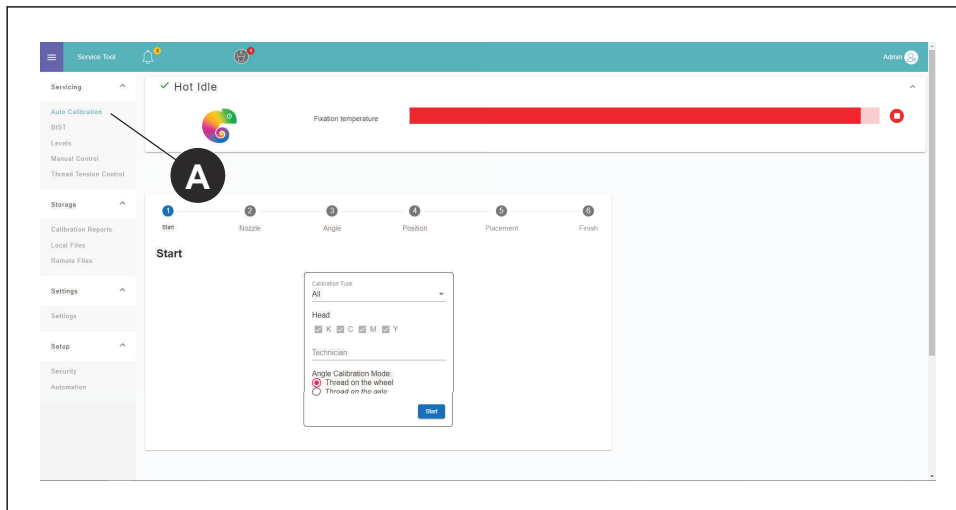 Service Tool
3
Admin
Servicing
Auto Calibration
BIST
Levels
Manual Control
Thread Tension Control
Storage
Calibration Reports
Local Files
Remote Files
Settings
Settings
Setup
Security
Automation
Hot Idle
Fixation temperature
A
1 2 3 4 5 6
Start Nozzle Angle Position Placement Finish
Start
Calibration Type
All
Head
K C M Y
Technician
Angle Calibration Mode:
Thread on the wheel
Thread on the axle
Start